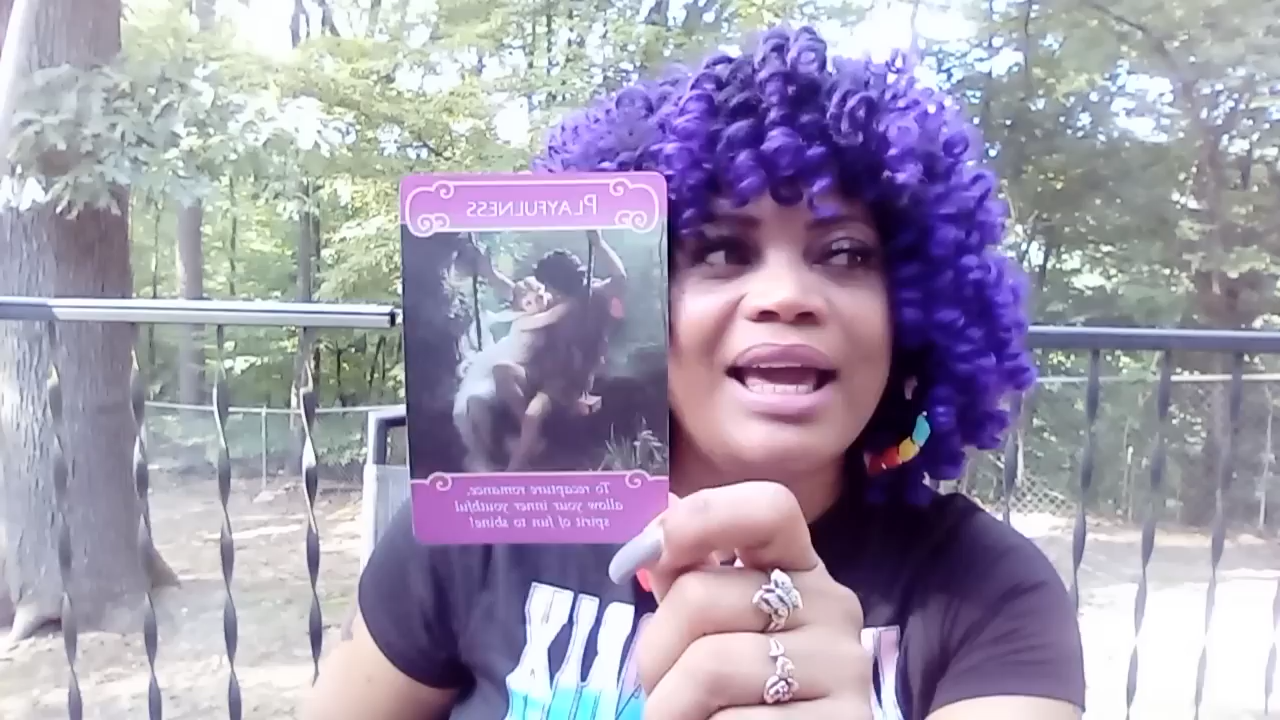 PLAYFULNESS
To recapture romance,
allow your inner youthful
spirit of fun to shine!